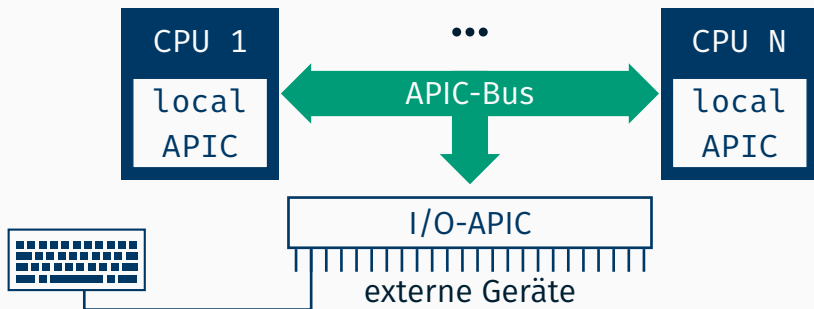 CPU 1
...
CPU N
local
APIC
APIC-Bus
local
APIC
I/O-APIC
externe Geräte